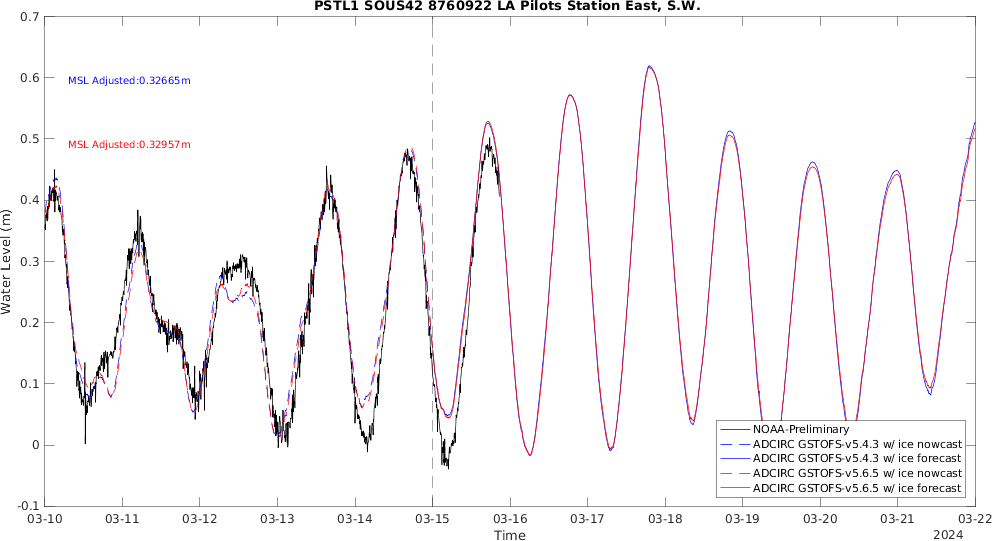 PSTL1 SOUS42 8760922 LA Pilots Station East, S.W.
0.7
0.6
0.5
0.4
0.3
0.2
0.1
0
-0.1
Water Level (m)
MSL Adjusted:0.32665m
MSL Adjusted:0.32957m
NOAA-Preliminary
ADCIRC GSTOFS-v5.4.3 w/ ice nowcast
ADCIRC GSTOFS-v5.4.3 w/ ice forecast
ADCIRC GSTOFS-v5.6.5 w/ ice nowcast
ADCIRC GSTOFS-v5.6.5 w/ ice forecast
03-10 03-11 03-12 03-13 03-14 03-15 03-16 03-17 03-18 03-19 03-20 03-21 03-22
Time
2024